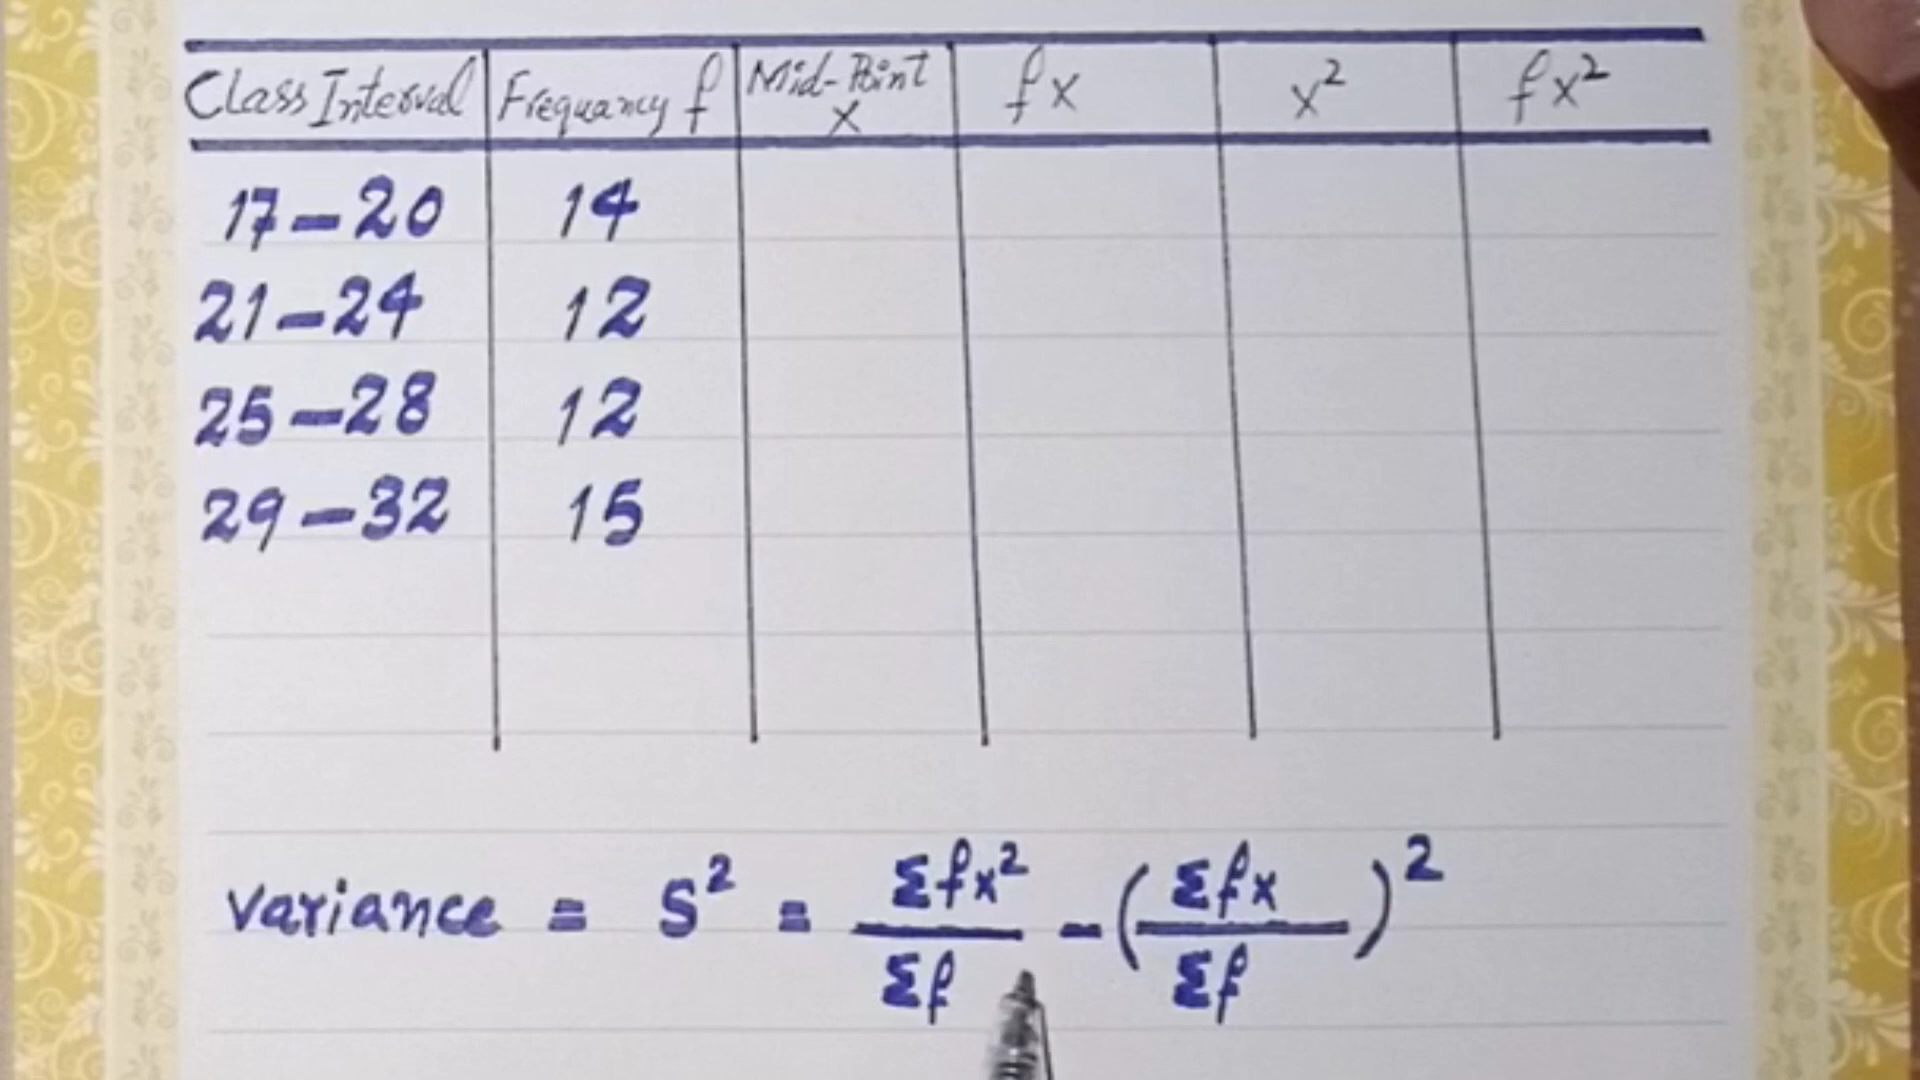 Class Interval Frequancy f Mid-Point x fx x² fx²
17-20 14
21-24 12
25-28 12
29-32 15
variance = S² = Σfx²/Σf - (Σfx/Σf)²